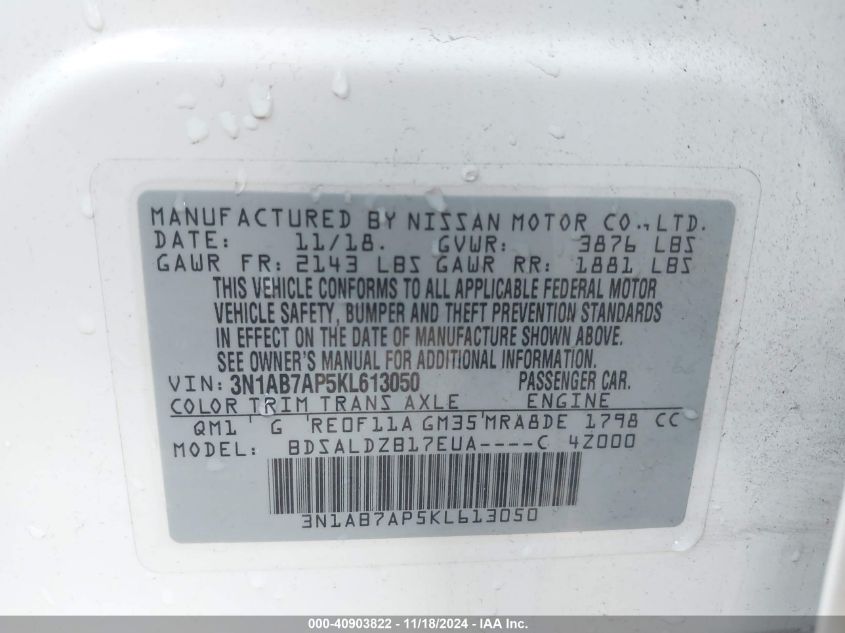 MANUFACTURED BY NISSAN MOTOR CO., LTD.
DATE: 11/18. GVWR: 3876 LBS
GAWR FR: 2143 LBS GAWR RR: 1881 LBS
THIS VEHICLE CONFORMS TO ALL APPLICABLE FEDERAL MOTOR
VEHICLE SAFETY, BUMPER AND THEFT PREVENTION STANDARDS
IN EFFECT ON THE DATE OF MANUFACTURE SHOWN ABOVE.
SEE OWNER'S MANUAL FOR ADDITIONAL INFORMATION.
VIN: 3N1AB7AP5KL613050 PASSENGER CAR.
COLOR TRIM TRANS AXLE ENGINE
QM1 G RE0F11A GM35 MRA8DE 1798 CC
MODEL: BDSALDZB17EUA----C 4Z000
3N1AB7AP5KL613050
000-40903822 - 11/18/2024 - IAA, Inc.